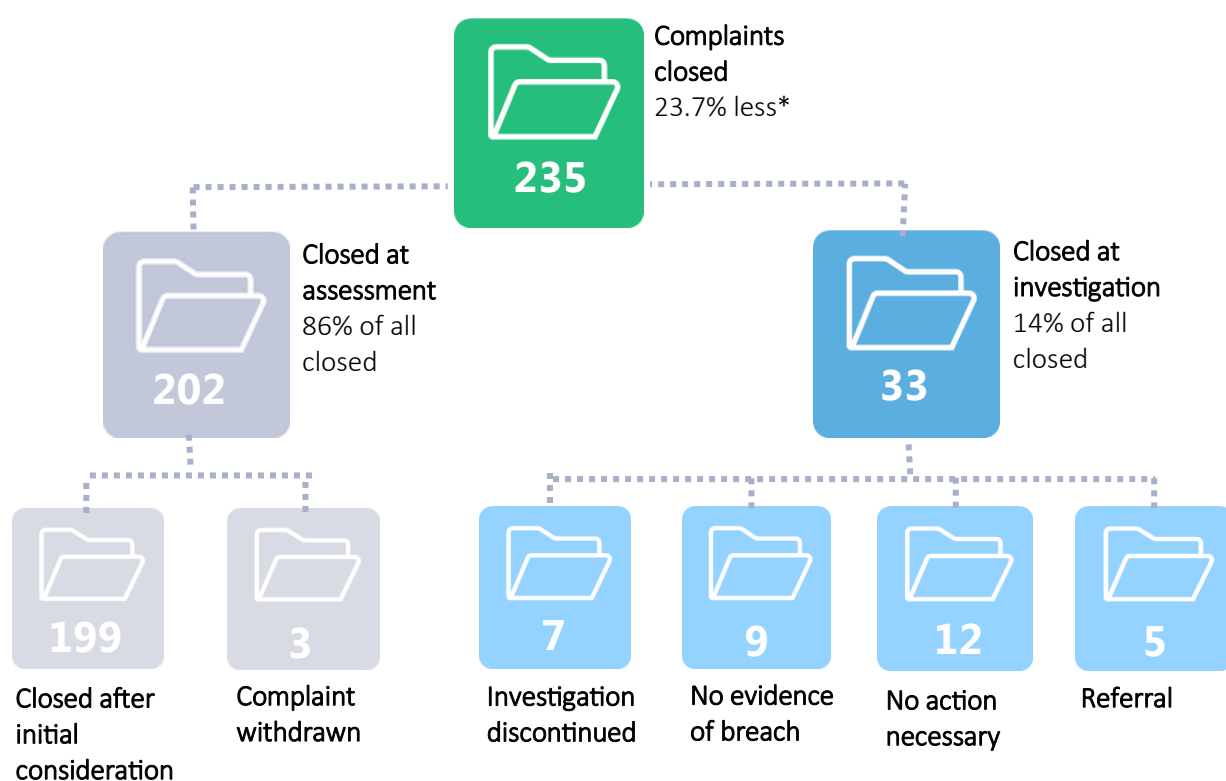 Complaints
closed
23.7% less*
235
Closed at
assessment
86% of all
closed
202
Closed at
investigation
14% of all
closed
33
199
Closed after
initial
consideration
3
Complaint
withdrawn
7
Investigation
discontinued
9
No evidence
of breach
12
No action
necessary
5
Referral